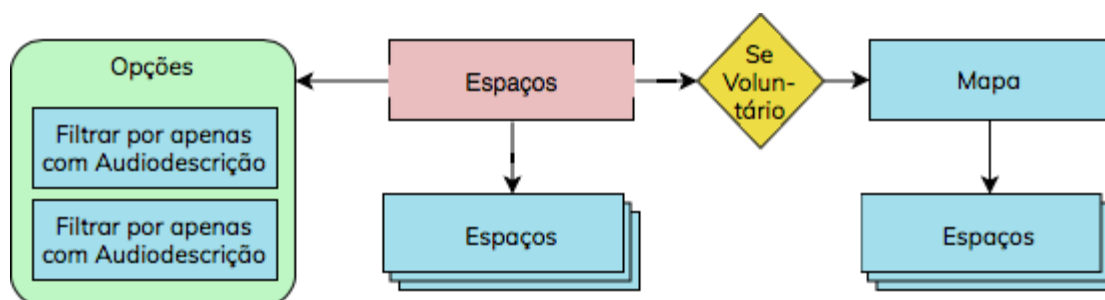 Opções
Filtrar por apenas
com Audiodescrição
Filtrar por apenas
com Audiodescrição
Espaços
Espaços
Se
Volun-
tário
Mapa
Espaços